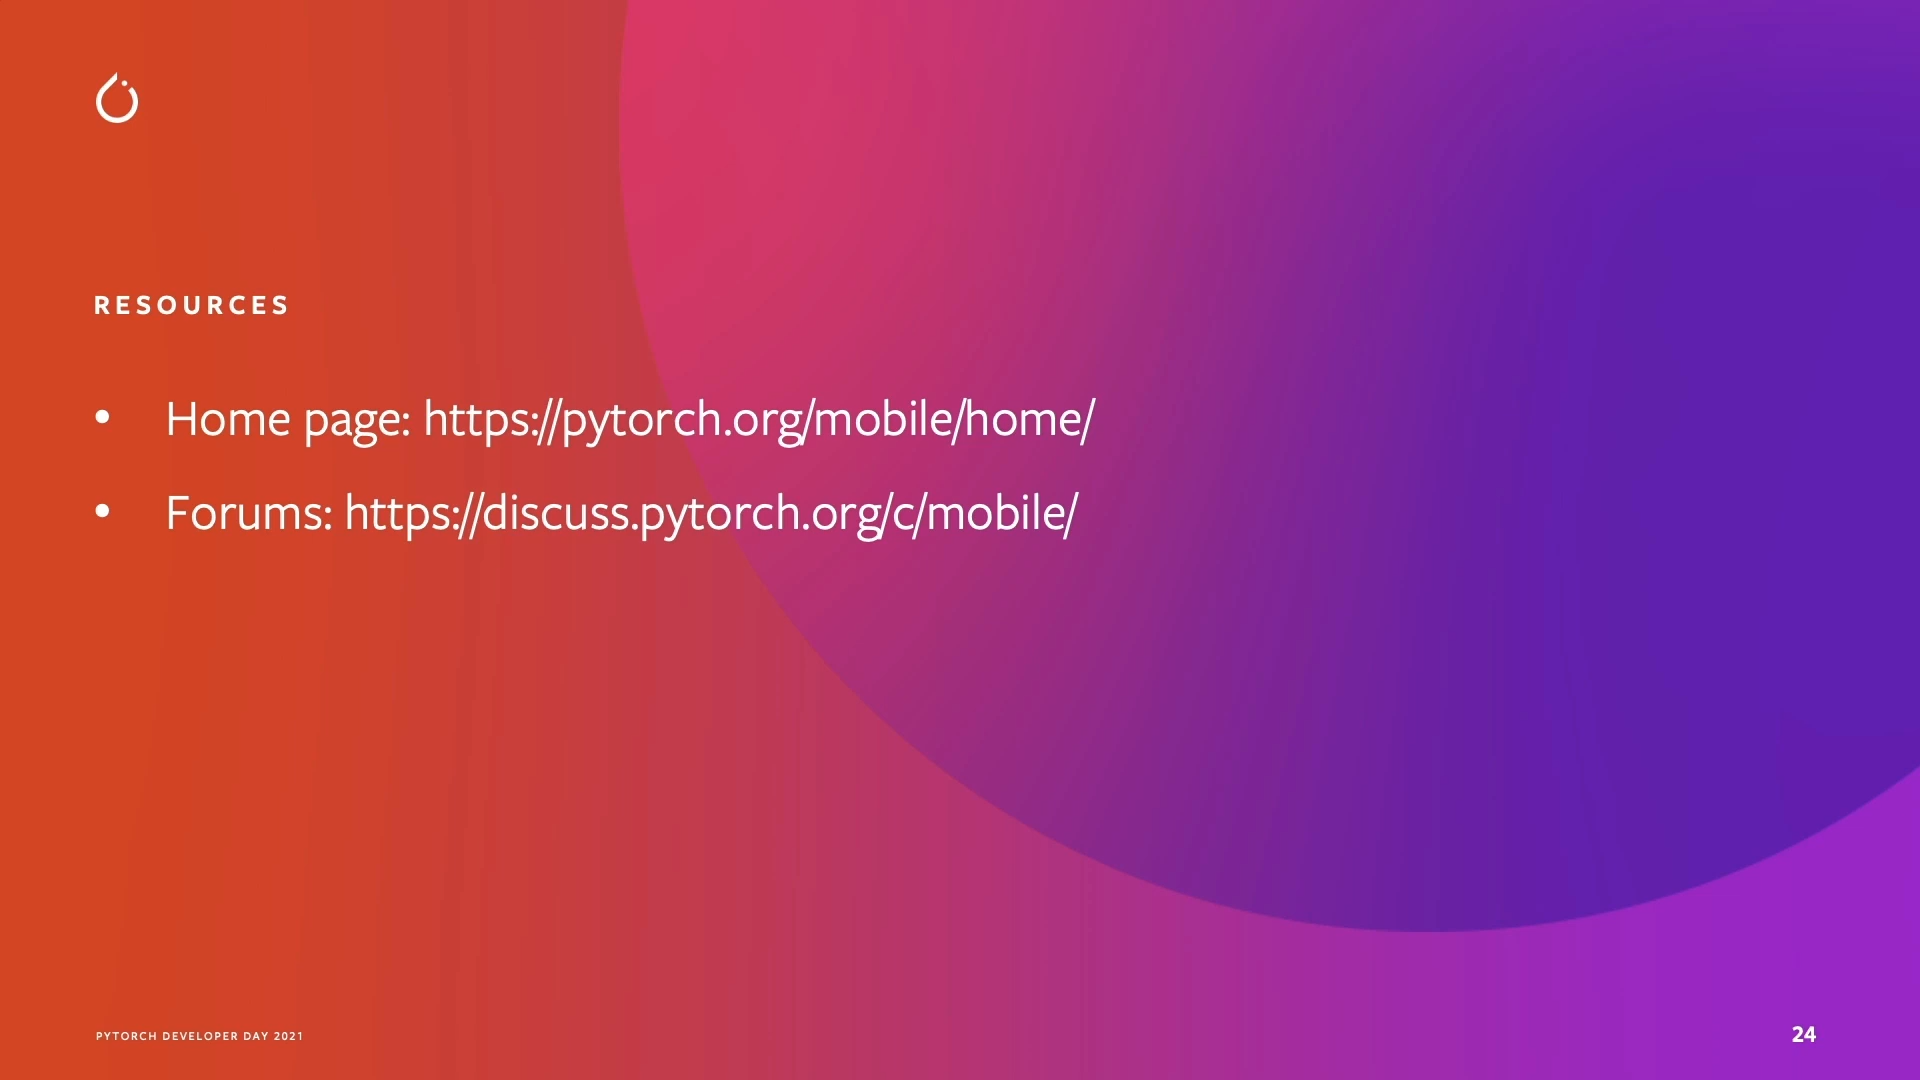 RESOURCES
• Home page: https://pytorch.org/mobile/home/
• Forums: https://discuss.pytorch.org/c/mobile/
PYTORCH DEVELOPER DAY 2021
24